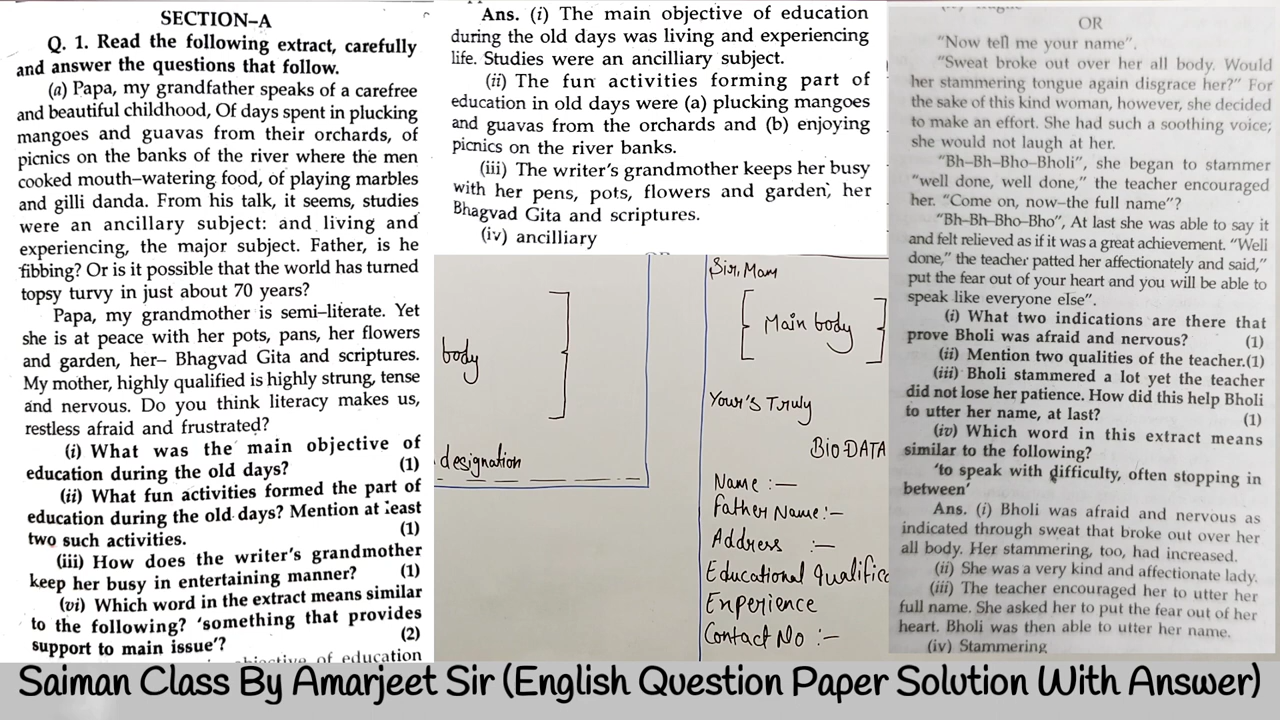 SECTION–A
Q. 1. Read the following extract, carefully
and answer the questions that follow.
(a) Papa, my grandfather speaks of a carefree
and beautiful childhood, Of days spent in plucking
mangoes and guavas from their orchards, of
picnics on the banks of the river where the men
cooked mouth–watering food, of playing marbles
and gilli danda. From his talk, it seems, studies
were an ancillary subject: and living and
experiencing, the major subject. Father, is he
fibbing? Or is it possible that the world has turned
topsy turvy in just about 70 years?
Papa, my grandmother is semi–literate. Yet
she is at peace with her pots, pans, her flowers
and garden, her– Bhagvad Gita and scriptures.
My mother, highly qualified is highly strung, tense
and nervous. Do you think literacy makes us,
restless afraid and frustrated?
(i) What was the main objective of
education during the old days? (1)
(ii) What fun activities formed the part of
education during the old days? Mention at least
two such activities. (1)
(iii) How does the writer's grandmother
keep her busy in entertaining manner? (1)
(vi) Which word in the extract means similar
to the following? 'something that provides
support to main issue'? (2)
objective of education
Ans. (i) The main objective of education
during the old days was living and experiencing
life. Studies were an ancilliary subject.
(ii) The fun activities forming part of
education in old days were (a) plucking mangoes
and guavas from the orchards and (b) enjoying
picnics on the river banks.
(iii) The writer's grandmother keeps her busy
with her pens, pots, flowers and garden, her
Bhagvad Gita and scriptures.
(iv) ancilliary
body
designation
Sir, Mam
Main body
Your's Truly
Bio-DATA
Name :—
Father Name :—
Address :—
Educational Qualific
Experience
Contact No :—
OR
"Now tell me your name".
"Sweat broke out over her all body. Would
her stammering tongue again disgrace her?" For
the sake of this kind woman, however, she decided
to make an effort. She had such a soothing voice;
she would not laugh at her.
"Bh–Bh–Bho–Bholi", she began to stammer
"well done, well done," the teacher encouraged
her. "Come on, now–the full name"?
"Bh–Bh–Bho–Bho", At last she was able to say it
and felt relieved as if it was a great achievement. "Well
done," the teacher patted her affectionately and said,"
put the fear out of your heart and you will be able to
speak like everyone else".
(i) What two indications are there that
prove Bholi was afraid and nervous? (1)
(ii) Mention two qualities of the teacher.(1)
(iii) Bholi stammered a lot yet the teacher
did not lose her patience. How did this help Bholi
to utter her name, at last? (1)
(iv) Which word in this extract means
similar to the following?
'to speak with difficulty, often stopping in
between'
Ans. (i) Bholi was afraid and nervous as
indicated through sweat that broke out over her
all body. Her stammering, too, had increased.
(ii) She was a very kind and affectionate lady.
(iii) The teacher encouraged her to utter her
full name. She asked her to put the fear out of her
heart. Bholi was then able to utter her name.
(iv) Stammering
Saiman Class By Amarjeet Sir (English Question Paper Solution With Answer)